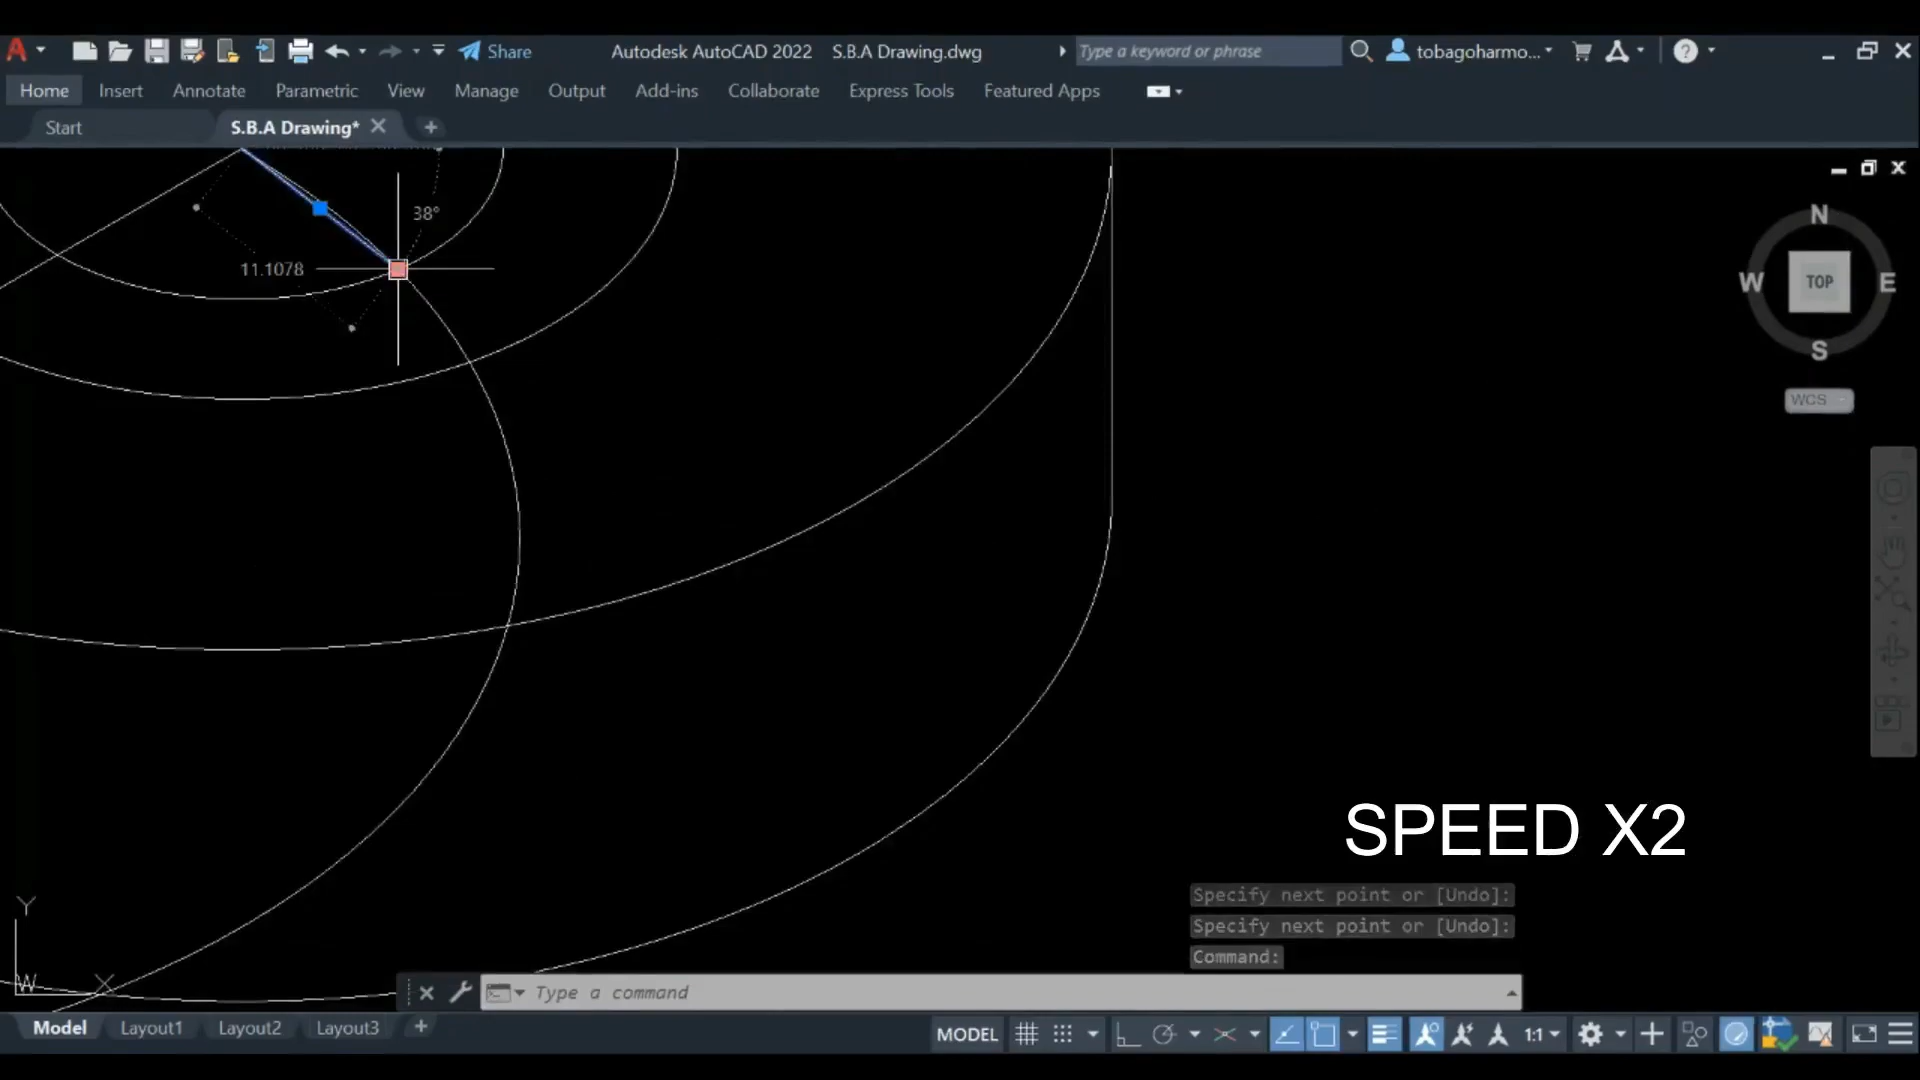 Share
Autodesk AutoCAD 2022 S.B.A Drawing.dwg
Type a keyword or phrase
tobagoharmo...
Home Insert Annotate Parametric View Manage Output Add-ins Collaborate Express Tools Featured Apps
Start S.B.A Drawing*
38°
11.1078
N
W TOP E
S
WCS
SPEED X2
Specify next point or [Undo]:
Specify next point or [Undo]:
Command:
Type a command
Y
W X
Model Layout1 Layout2 Layout3
MODEL 1:1